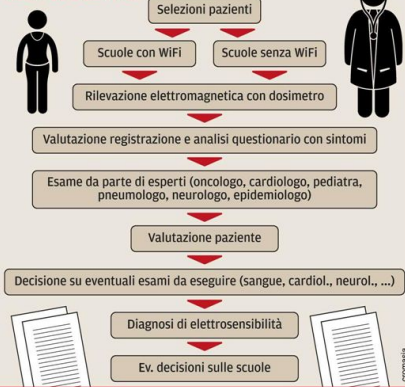 Selezioni pazienti
Scuole con WiFi
Scuole senza WiFi
Rilevazione elettromagnetica con dosimetro
Valutazione registrazione e analisi questionario con sintomi
Esame da parte di esperti (oncologo, cardiologo, pediatra,
pneumologo, neurologo, epidemiologo)
Valutazione paziente
Decisione su eventuali esami da eseguire (sangue, cardiol., neurol., ...)
Diagnosi di elettrosensibilità
Ev. decisioni sulle scuole